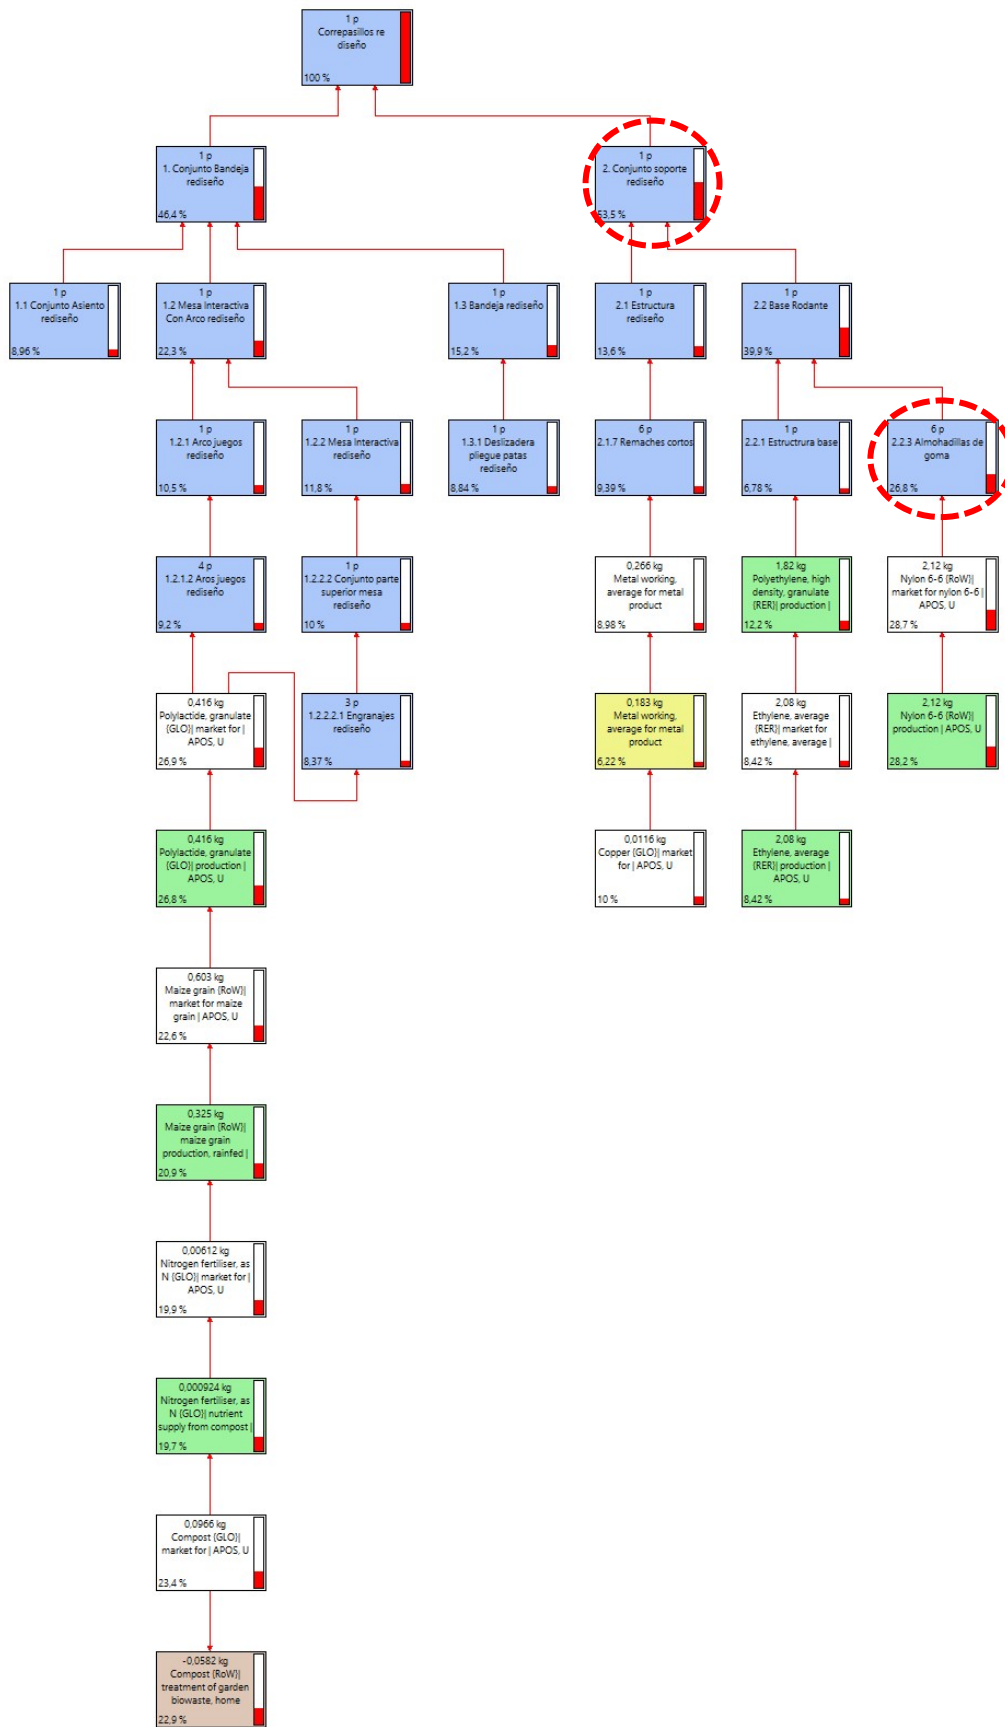 1 p
Correpasillos re
diseño
100 %
1 p
1. Conjunto Bandeja
rediseño
46,4 %
1 p
2. Conjunto soporte
rediseño
53,5 %
1 p
1.1 Conjunto Asiento
rediseño
8,96 %
1 p
1.2 Mesa Interactiva
Con Arco rediseño
22,3 %
1 p
1.3 Bandeja rediseño
15,2 %
1 p
2.1 Estructura
rediseño
13,6 %
1 p
2.2 Base Rodante
39,9 %
1 p
1.2.1 Arco juegos
rediseño
10,5 %
1 p
1.2.2 Mesa Interactiva
rediseño
11,8 %
1 p
1.3.1 Deslizadera
pliegue patas
rediseño
8,84 %
6 p
2.1.7 Remaches cortos
9,39 %
1 p
2.2.1 Estructrura base
6,78 %
6 p
2.2.3 Almohadillas de
goma
26,8 %
4 p
1.2.1.2 Aros juegos
rediseño
9,2 %
1 p
1.2.2.2 Conjunto parte
superior mesa
rediseño
10 %
0,266 kg
Metal working,
average for metal
product
8,98 %
1,82 kg
Polyethylene, high
density, granulate
{RER}| production |
12,2 %
2,12 kg
Nylon 6-6 {RoW}|
market for nylon 6-6 |
APOS, U
28,7 %
0,416 kg
Polylactide, granulate
{GLO}| market for |
APOS, U
26,9 %
3 p
1.2.2.2.1 Engranajes
rediseño
8,37 %
0,183 kg
Metal working,
average for metal
product
6,22 %
2,08 kg
Ethylene, average
{RER}| market for
ethylene, average |
8,42 %
2,12 kg
Nylon 6-6 {RoW}|
production | APOS, U
28,2 %
0,416 kg
Polylactide, granulate
{GLO}| production |
APOS, U
26,8 %
0,0116 kg
Copper {GLO}| market
for | APOS, U
10 %
2,08 kg
Ethylene, average
{RER}| production |
APOS, U
8,42 %
0,603 kg
Maize grain {RoW}|
market for maize
grain | APOS, U
22,6 %
0,325 kg
Maize grain {RoW}|
maize grain
production, rainfed |
20,9 %
0,00612 kg
Nitrogen fertiliser, as
N {GLO}| market for |
APOS, U
19,9 %
0,000924 kg
Nitrogen fertiliser, as
N {GLO}| nutrient
supply from compost |
19,7 %
0,0966 kg
Compost {GLO}|
market for | APOS, U
23,4 %
-0,0582 kg
Compost {RoW}|
treatment of garden
biowaste, home
22,9 %